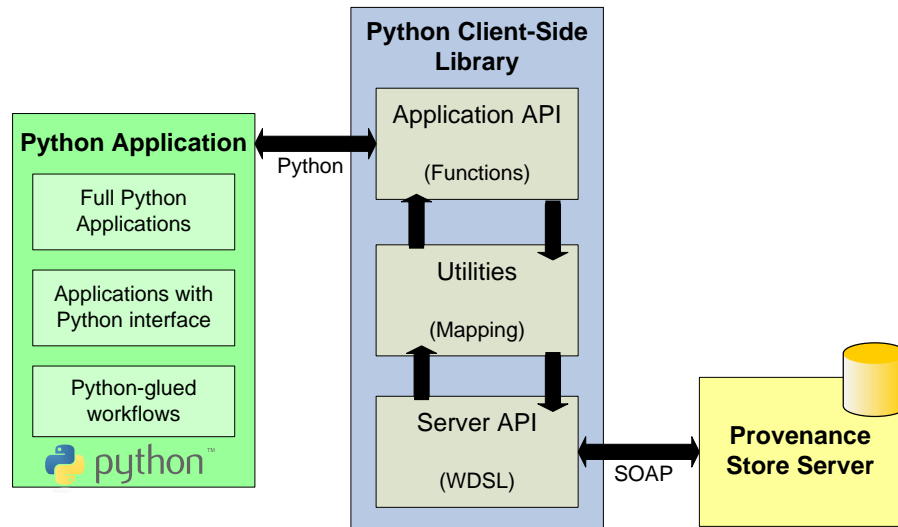 Python Client-Side
Library
Application API
(Functions)
Python Application
Python
Full Python
Applications
Utilities
(Mapping)
Applications with
Python interface
Python-glued
workflows
Server API
(WDSL)
SOAP
Provenance
Store Server
python™